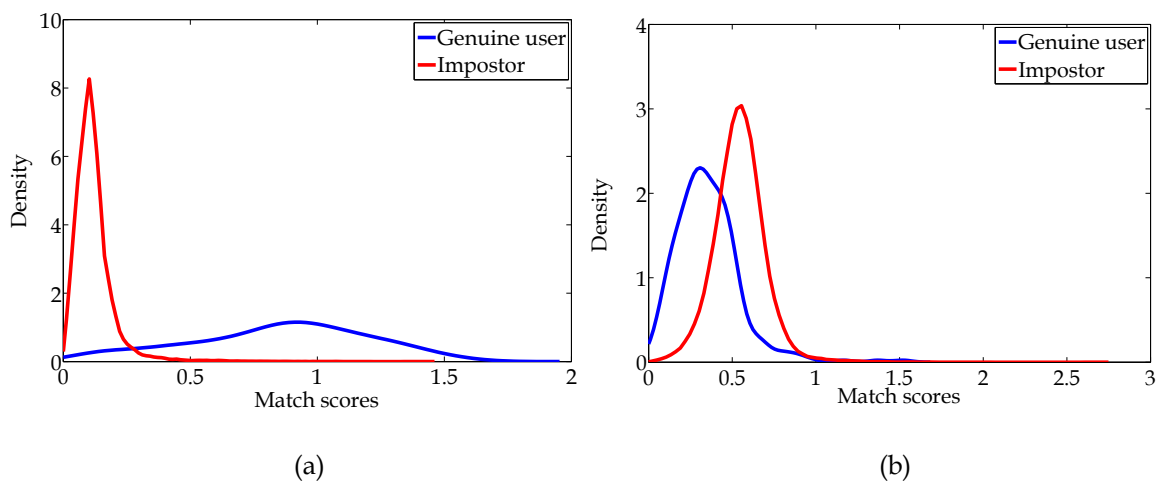 10
8
6
4
2
0
Density
Genuine user
Impostor
0 0.5 1 1.5 2
Match scores
(a)
4
3
2
1
0
Density
Genuine user
Impostor
0 0.5 1 1.5 2 2.5 3
Match scores
(b)